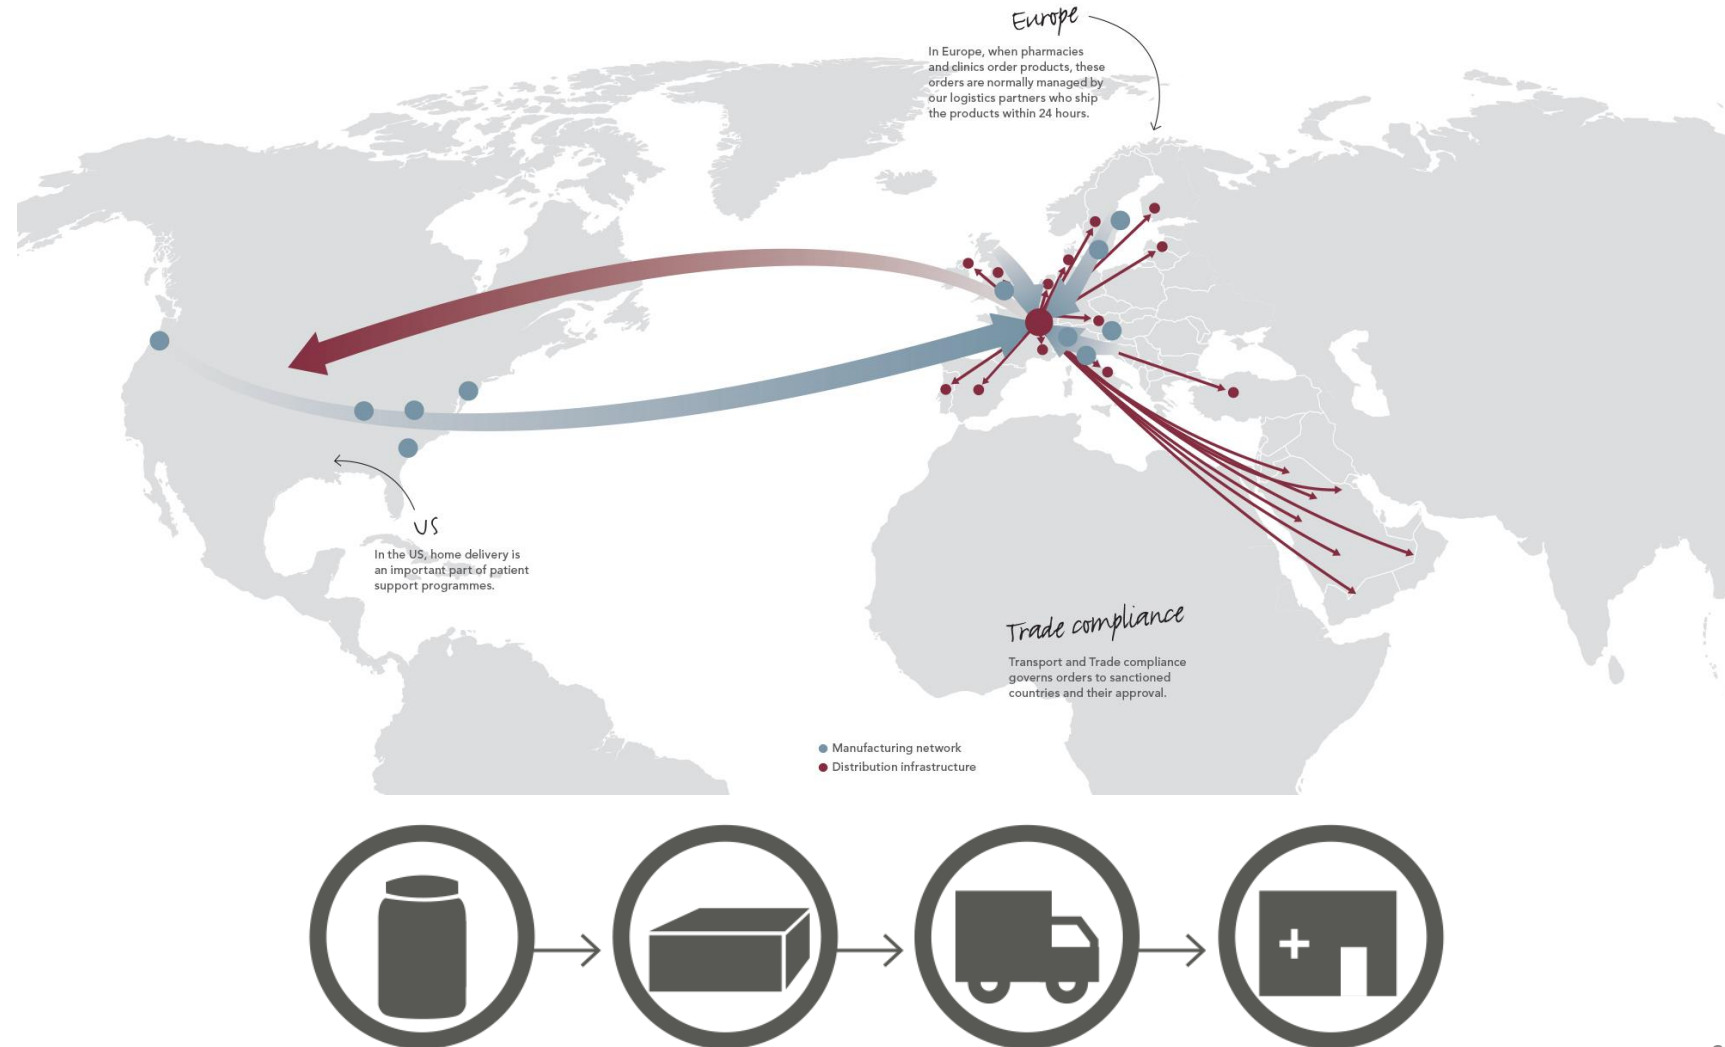 Europe
In Europe, when pharmacies
and clinics order products, these
orders are normally managed by
our logistics partners who ship
the products within 24 hours.
US
In the US, home delivery is
an important part of patient
support programmes.
Trade compliance
Transport and Trade compliance
governs orders to sanctioned
countries and their approval.
Manufacturing network
Distribution infrastructure